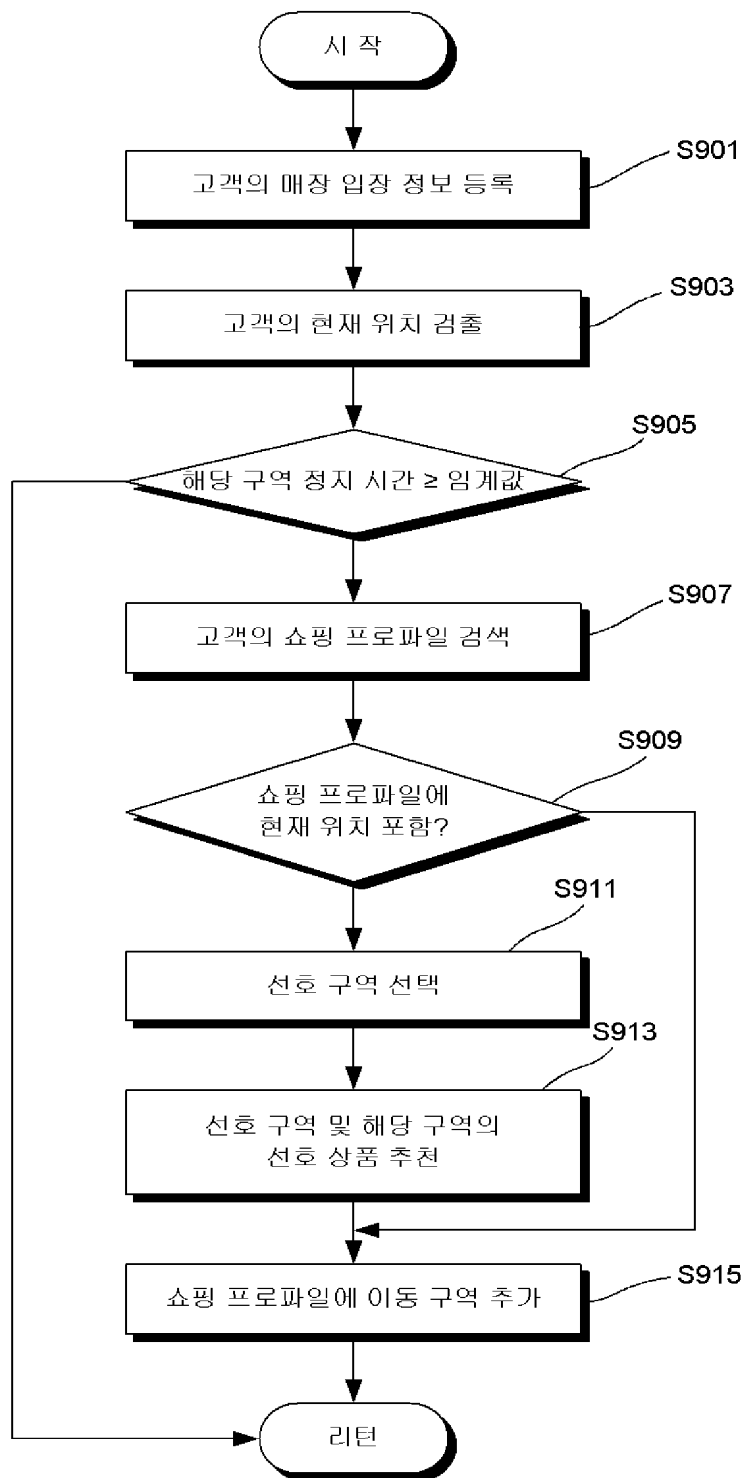 시 작
S901
고객의 매장 입장 정보 등록
S903
고객의 현재 위치 검출
S905
해당 구역 정지 시간 ≥ 임계값
S907
고객의 쇼핑 프로파일 검색
S909
쇼핑 프로파일에
현재 위치 포함?
S911
선호 구역 선택
S913
선호 구역 및 해당 구역의
선호 상품 추천
S915
쇼핑 프로파일에 이동 구역 추가
리턴